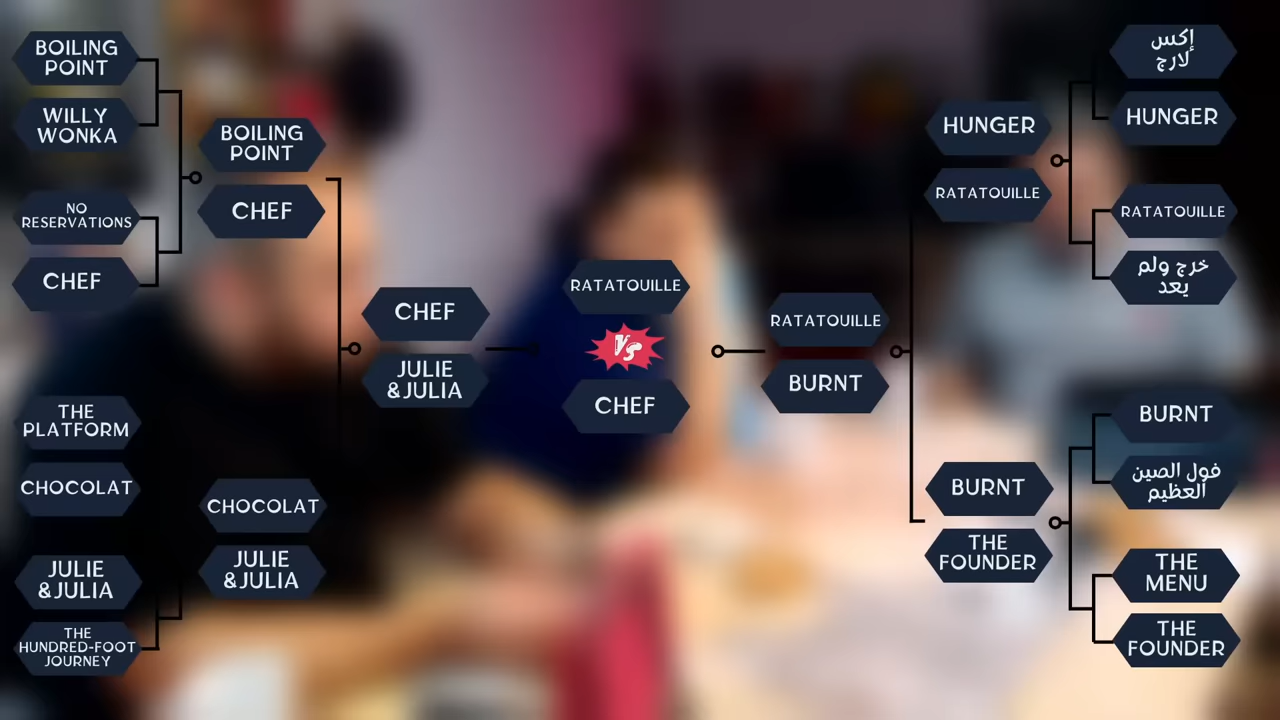 BOILING
POINT
WILLY
WONKA
NO
RESERVATIONS
CHEF
THE
PLATFORM
CHOCOLAT
JULIE
&JULIA
THE
HUNDRED-FOOT
JOURNEY
BOILING
POINT
CHEF
CHOCOLAT
JULIE
&JULIA
CHEF
JULIE
&JULIA
RATATOUILLE
VS
CHEF
RATATOUILLE
BURNT
HUNGER
RATATOUILLE
BURNT
THE
FOUNDER
إكس
لارج
HUNGER
RATATOUILLE
خرج ولم
يعد
BURNT
فول الصين
العظيم
THE
MENU
THE
FOUNDER